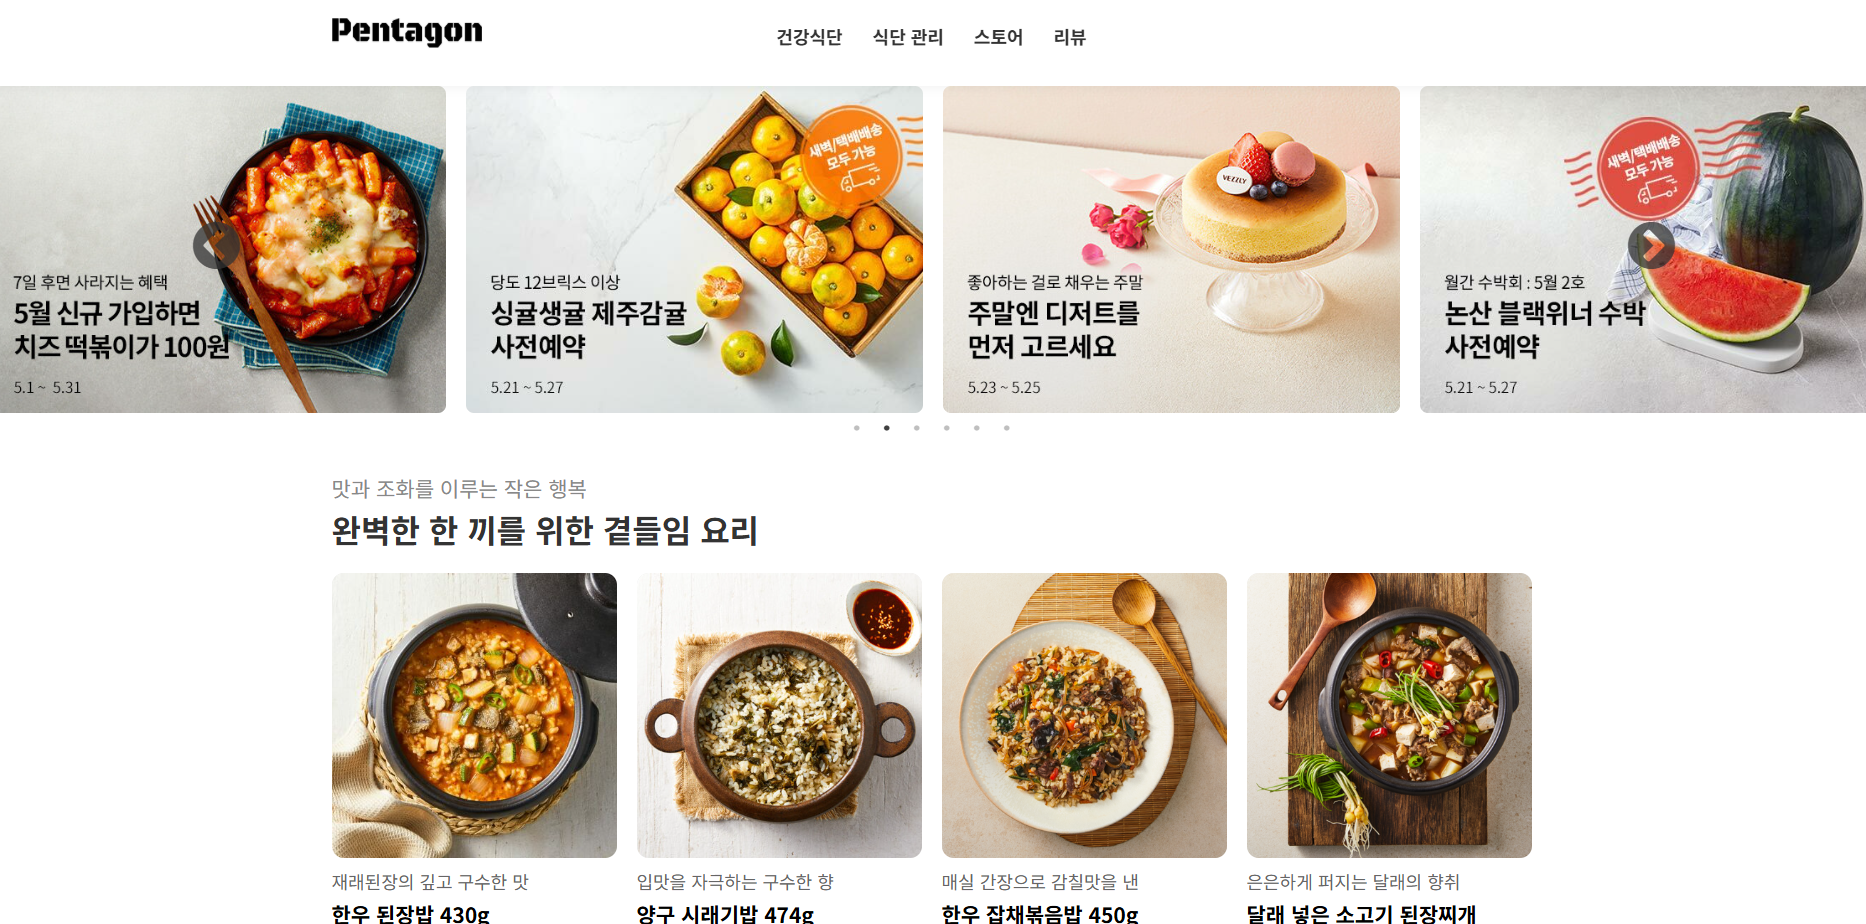 Pentagon
건강식단 식단 관리 스토어 리뷰
7일 후면 사라지는 혜택
5월 신규 가입하면
치즈 떡볶이가 100원
5.1 ~ 5.31
새벽/택배배송
모두 가능
당도 12브릭스 이상
싱귤생귤 제주감귤
사전예약
5.21 ~ 5.27
VEZZLY
좋아하는 걸로 채우는 주말
주말엔 디저트를
먼저 고르세요
5.23 ~ 5.25
새벽/택배배송
모두 가능
월간 수박회 : 5월 2호
논산 블랙위너 수박
사전예약
5.21 ~ 5.27
맛과 조화를 이루는 작은 행복
완벽한 한 끼를 위한 곁들임 요리
재래된장의 깊고 구수한 맛
한우 된장밥 430g
입맛을 자극하는 구수한 향
양구 시래기밥 474g
매실 간장으로 감칠맛을 낸
한우 잡채볶음밥 450g
은은하게 퍼지는 달래의 향취
달래 넣은 소고기 된장찌개